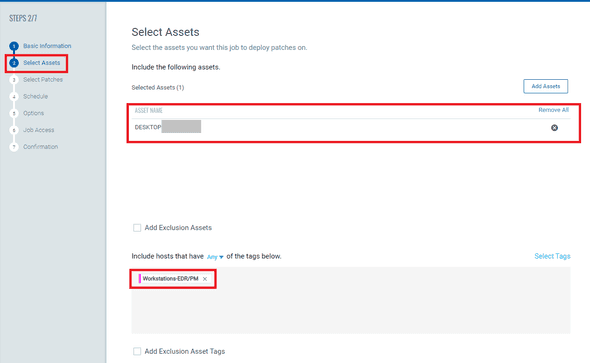 STEPS 2/7
1 Basic Information
2 Select Assets
3 Select Patches
4 Schedule
5 Options
6 Job Access
7 Confirmation
Select Assets
Select the assets you want this job to deploy patches on.
Include the following assets.
Selected Assets (1)
Add Assets
ASSET NAME
Remove All
DESKTOP
Add Exclusion Assets
Include hosts that have Any of the tags below.
Select Tags
Workstations-EDR/PM
Add Exclusion Asset Tags